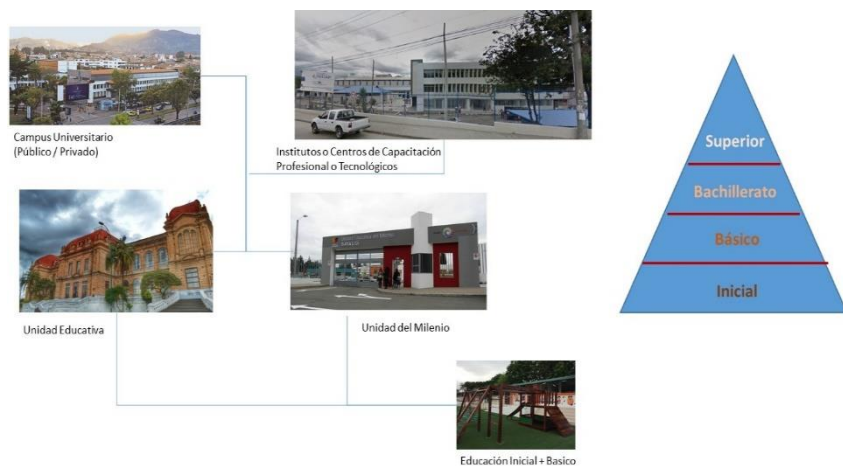 Campus Universitario
(Público / Privado)
Institutos o Centros de Capacitación
Profesional o Tecnológicos
Superior
Bachillerato
Básico
Inicial
Unidad Educativa
Unidad del Milenio
Educación Inicial + Basico